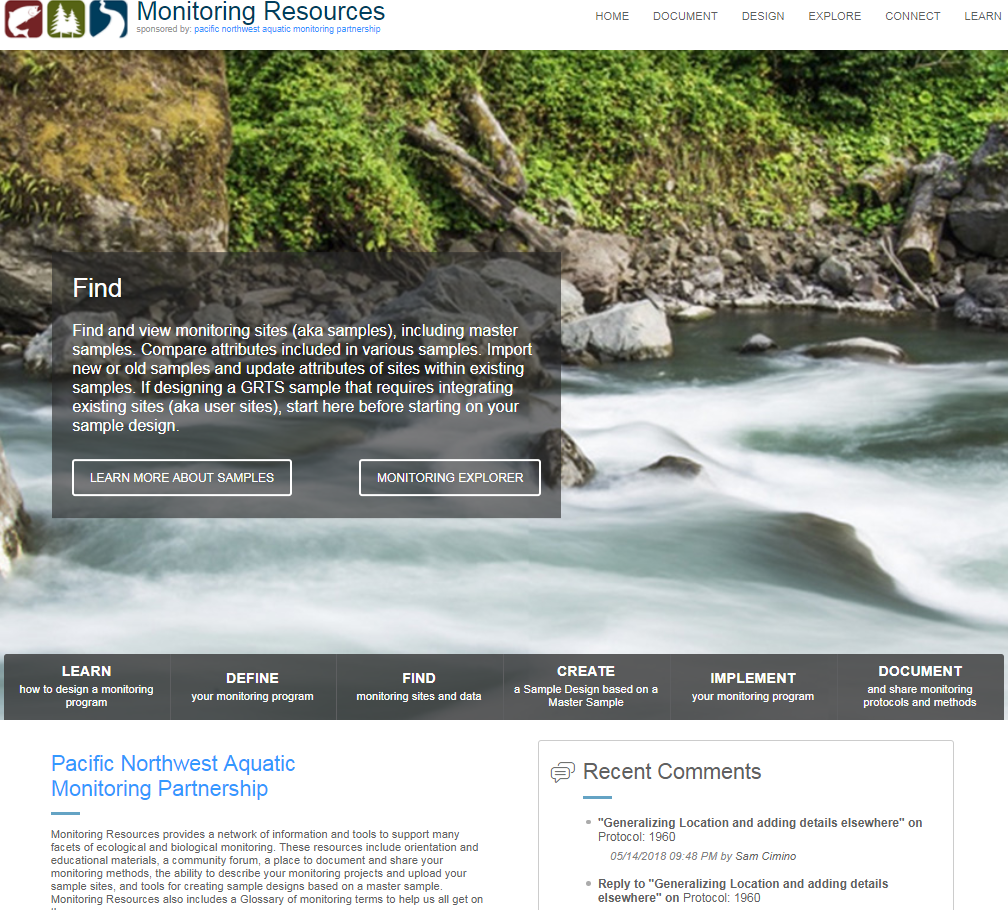 Monitoring Resources
sponsored by: pacific northwest aquatic monitoring partnership
HOME DOCUMENT DESIGN EXPLORE CONNECT LEARN
Find
Find and view monitoring sites (aka samples), including master
samples. Compare attributes included in various samples. Import
new or old samples and update attributes of sites within existing
samples. If designing a GRTS sample that requires integrating
existing sites (aka user sites), start here before starting on your
sample design.
LEARN MORE ABOUT SAMPLES
MONITORING EXPLORER
LEARN
how to design a monitoring
program
DEFINE
your monitoring program
FIND
monitoring sites and data
CREATE
a Sample Design based on a
Master Sample
IMPLEMENT
your monitoring program
DOCUMENT
and share monitoring
protocols and methods
Pacific Northwest Aquatic
Monitoring Partnership
Monitoring Resources provides a network of information and tools to support many
facets of ecological and biological monitoring. These resources include orientation and
educational materials, a community forum, a place to document and share your
monitoring methods, the ability to describe your monitoring projects and upload your
sample sites, and tools for creating sample designs based on a master sample.
Monitoring Resources also includes a Glossary of monitoring terms to help us all get on
Recent Comments
"Generalizing Location and adding details elsewhere" on
Protocol: 1960
05/14/2018 09:48 PM by Sam Cimino
Reply to "Generalizing Location and adding details
elsewhere" on Protocol: 1960